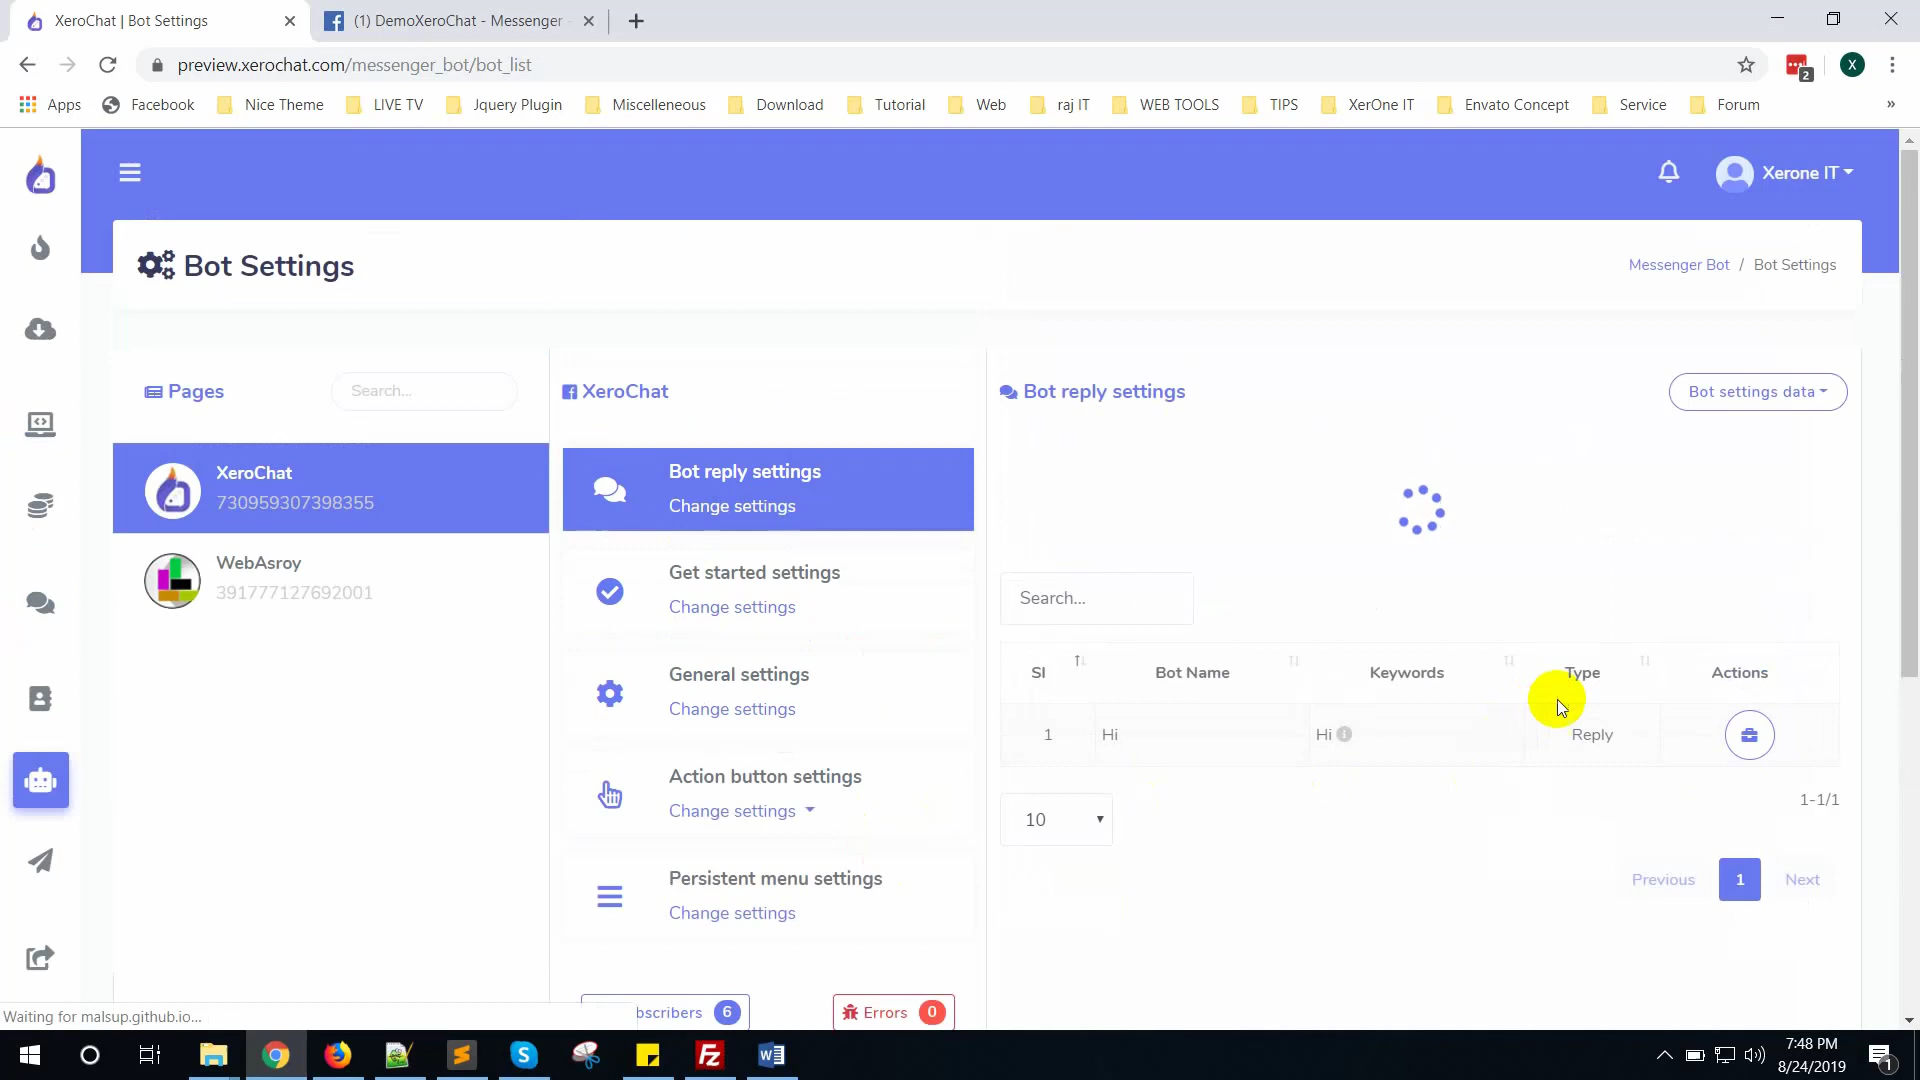 XeroChat | Bot Settings
(1) DemoXeroChat - Messenger
preview.xerochat.com/messenger_bot/bot_list
2
X
Apps Facebook Nice Theme LIVE TV Jquery Plugin Miscelleneous Download Tutorial Web raj IT WEB TOOLS TIPS XerOne IT Envato Concept Service Forum »
Xerone IT
Bot Settings
Messenger Bot / Bot Settings
Pages
Search...
XeroChat
730959307398355
WebAsroy
391777127692001
XeroChat
Bot reply settings
Change settings
Get started settings
Change settings
General settings
Change settings
Action button settings
Change settings
Persistent menu settings
Change settings
bscribers 6
Errors 0
Bot reply settings
Bot settings data
Search...
Sl Bot Name Keywords Type Actions
1 Hi Hi Reply
1-1/1
10
Previous 1 Next
Waiting for malsup.github.io...
7:48 PM
8/24/2019
1